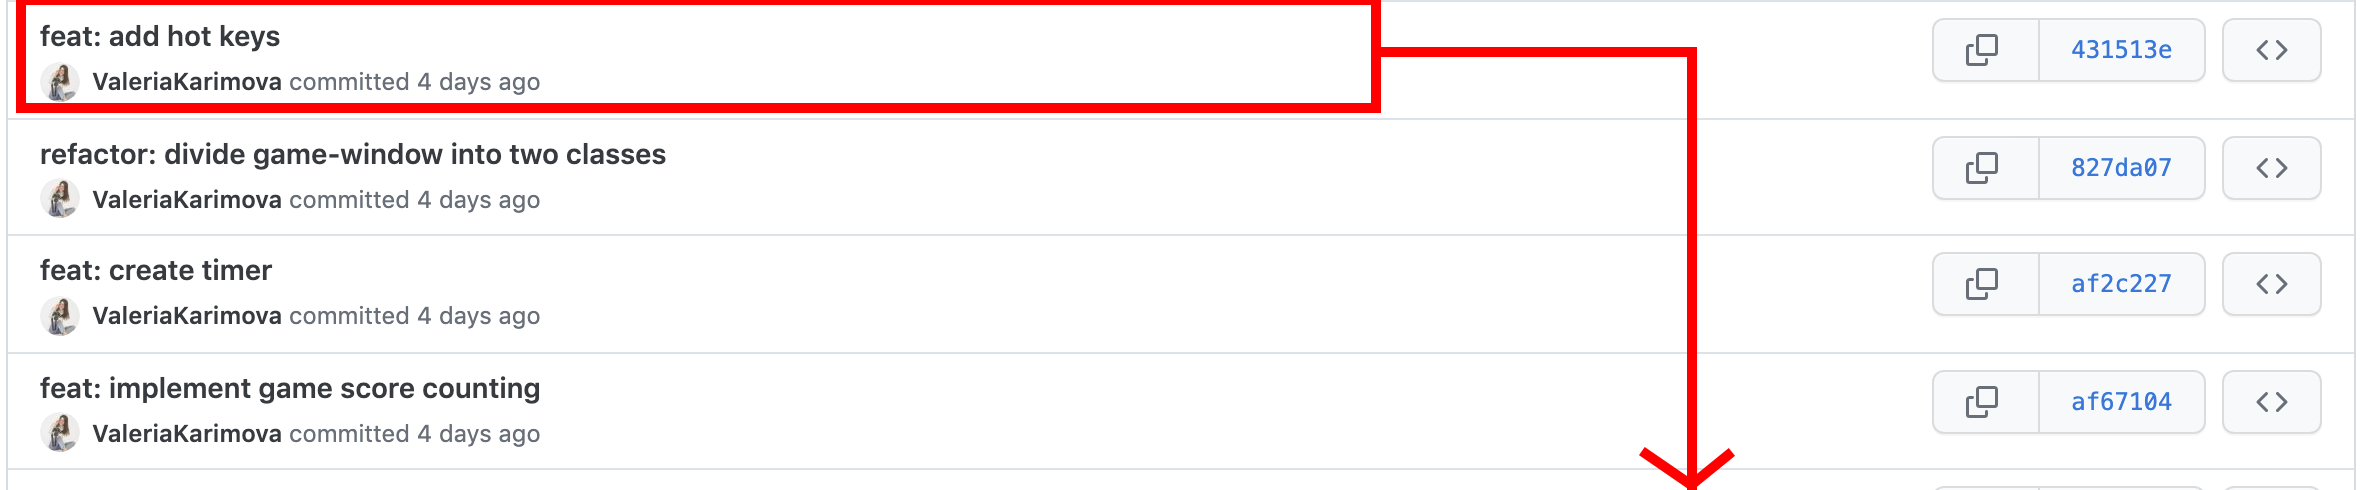 feat: add hot keys
431513e
ValeriaKarimova committed 4 days ago
refactor: divide game-window into two classes
827da07
ValeriaKarimova committed 4 days ago
feat: create timer
af2c227
ValeriaKarimova committed 4 days ago
feat: implement game score counting
af67104
ValeriaKarimova committed 4 days ago